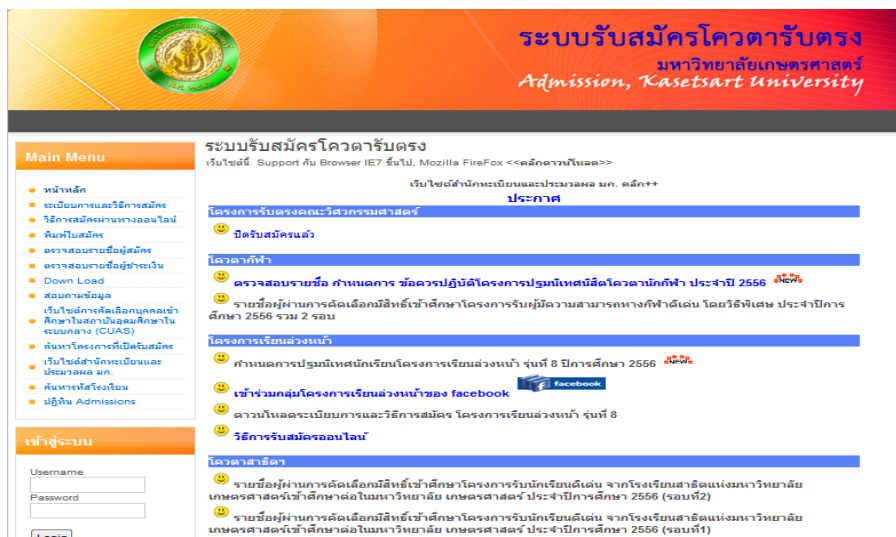 ระบบรับสมัครโควตารับตรง
มหาวิทยาลัยเกษตรศาสตร์
Admission, Kasetsart University
Main Menu
หน้าหลัก
ระเบียบการและวิธีการสมัคร
วิธีการสมัครผ่านทางออนไลน์
พิมพ์ใบสมัคร
ตรวจสอบรายชื่อผู้สมัคร
ตรวจสอบรายชื่อผู้ชำระเงิน
Down Load
สอบถามข้อมูล
เว็บไซต์การคัดเลือกบุคคลเข้า
ศึกษาในสถาบันอุดมศึกษาใน
ระบบกลาง (CUAS)
ค้นหาโครงการที่เปิดรับสมัคร
เว็บไซต์สำนักทะเบียนและ
ประมวลผล มก.
ค้นหารหัสโรงเรียน
ปฏิทิน Admissions
เข้าสู่ระบบ
Username
Password
Login
ระบบรับสมัครโควตารับตรง
เว็บไซต์นี้ Support กับ Browser IE7 ขึ้นไป, Mozilla FireFox <<คลิกดาวน์โหลด>>
เว็บไซต์สำนักทะเบียนและประมวลผล มก. คลิก++
ประกาศ
โครงการรับตรงคณะวิศวกรรมศาสตร์
ปิดรับสมัครแล้ว
โควตากีฬา
ตรวจสอบรายชื่อ กำหนดการ ข้อควรปฏิบัติโครงการปฐมนิเทศนิสิตโควตานักกีฬา ประจำปี 2556 NEW
รายชื่อผู้ผ่านการคัดเลือกมีสิทธิ์เข้าศึกษาโครงการรับผู้มีความสามารถทางกีฬาดีเด่น โดยวิธีพิเศษ ประจำปีการ
ศึกษา 2556 รวม 2 รอบ
โครงการเรียนล่วงหน้า
กำหนดการปฐมนิเทศนักเรียนโครงการเรียนล่วงหน้า รุ่นที่ 8 ปีการศึกษา 2556 NEW
เข้าร่วมกลุ่มโครงการเรียนล่วงหน้าของ facebook facebook
ดาวน์โหลดระเบียบการและวิธีการสมัคร โครงการเรียนล่วงหน้า รุ่นที่ 8
วิธีการรับสมัครออนไลน์
โควตาสาธิตฯ
รายชื่อผู้ผ่านการคัดเลือกมีสิทธิ์เข้าศึกษาโครงการรับนักเรียนดีเด่น จากโรงเรียนสาธิตแห่งมหาวิทยาลัย
เกษตรศาสตร์เข้าศึกษาต่อในมหาวิทยาลัย เกษตรศาสตร์ ประจำปีการศึกษา 2556 (รอบที่2)
รายชื่อผู้ผ่านการคัดเลือกมีสิทธิ์เข้าศึกษาโครงการรับนักเรียนดีเด่น จากโรงเรียนสาธิตแห่งมหาวิทยาลัย
เกษตรศาสตร์เข้าศึกษาต่อในมหาวิทยาลัย เกษตรศาสตร์ ประจำปีการศึกษา 2556 (รอบที่1)